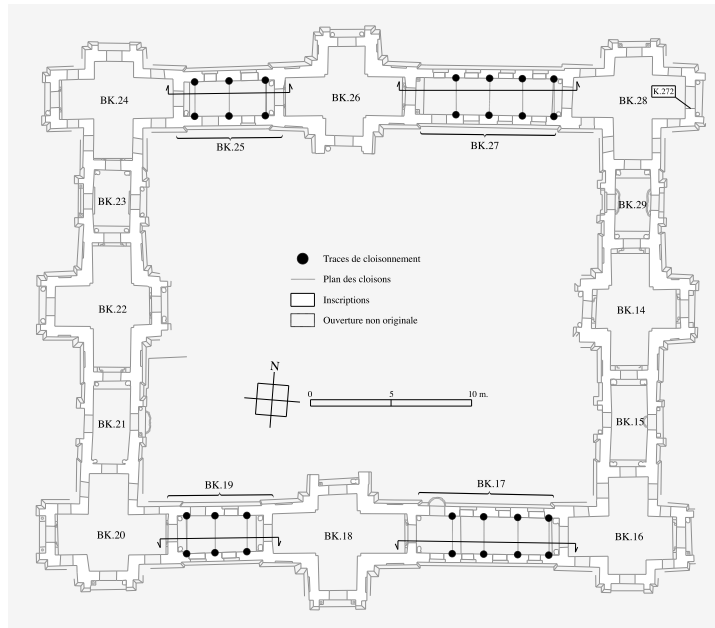 BK.24
BK.26
BK.28
K.272
BK.25
BK.27
BK.23
BK.29
Traces de cloisonnement
Plan des cloisons
Inscriptions
Ouverture non originale
BK.22
BK.14
N
0 5 10 m.
BK.21
BK.15
BK.19
BK.17
BK.20
BK.18
BK.16